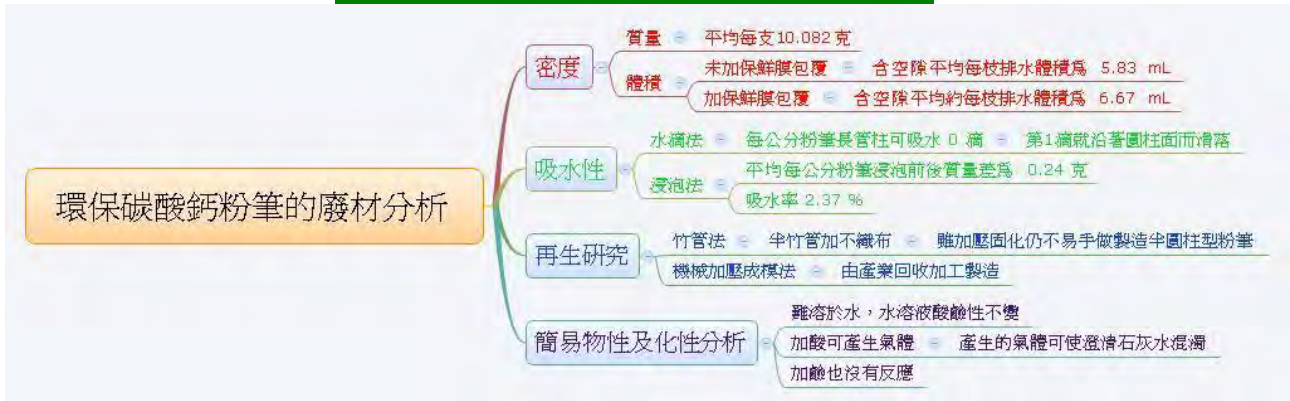 環保碳酸鈣粉筆的廢材分析
密度
質量
平均每支10.082克
體積
未加保鮮膜包覆
含空隙平均每枝排水體積為 5.83 mL
加保鮮膜包覆
含空隙平均約每枝排水體積為 6.67 mL
吸水性
水滴法
每公分粉筆長管柱可吸水 0 滴
第1滴就沿著圓柱面而滑落
浸泡法
平均每公分粉筆浸泡前後質量差為 0.24 克
吸水率 2.37 %
再生研究
竹管法
半竹管加不織布
雖加壓固化仍不易手做製造半圓柱型粉筆
機械加壓成模法
由產業回收加工製造
簡易物性及化性分析
難溶於水，水溶液酸鹼性不變
加酸可產生氣體
產生的氣體可使澄清石灰水混濁
加鹼也沒有反應